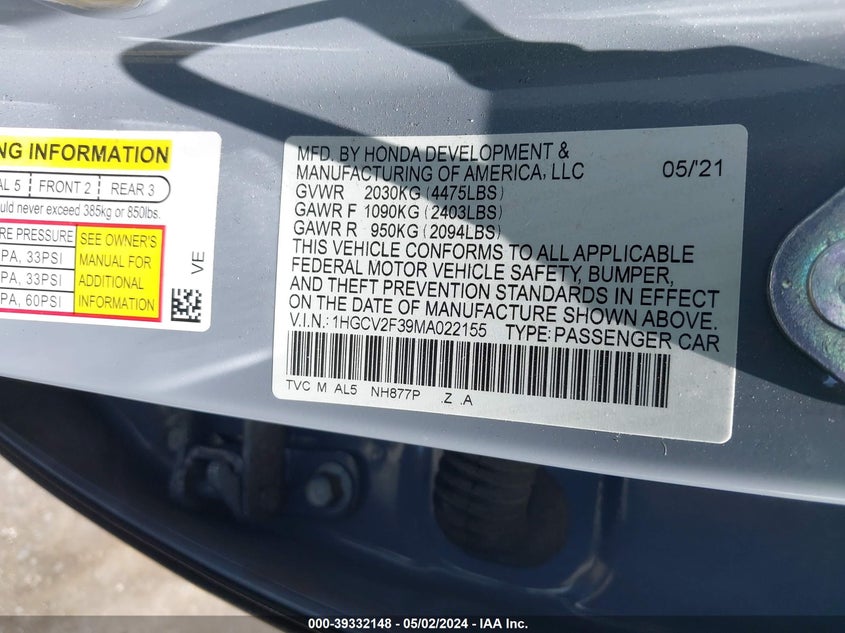 NG INFORMATION
AL 5 FRONT 2 REAR 3
ould never exceed 385kg or 850lbs.
RE PRESSURE
PA, 33PSI
PA, 33PSI
PA, 60PSI
SEE OWNER'S
MANUAL FOR
ADDITIONAL
INFORMATION
VE
MFD. BY HONDA DEVELOPMENT & 05/'21
MANUFACTURING OF AMERICA, LLC
GVWR 2030KG (4475LBS)
GAWR F 1090KG (2403LBS)
GAWR R 950KG (2094LBS)
THIS VEHICLE CONFORMS TO ALL APPLICABLE
FEDERAL MOTOR VEHICLE SAFETY, BUMPER,
AND THEFT PREVENTION STANDARDS IN EFFECT
ON THE DATE OF MANUFACTURE SHOWN ABOVE.
V.I.N.: 1HGCV2F39MA022155 TYPE: PASSENGER CAR
TVC M AL5 NH877P .Z .A
000-39332148 - 05/02/2024 - IAA Inc.